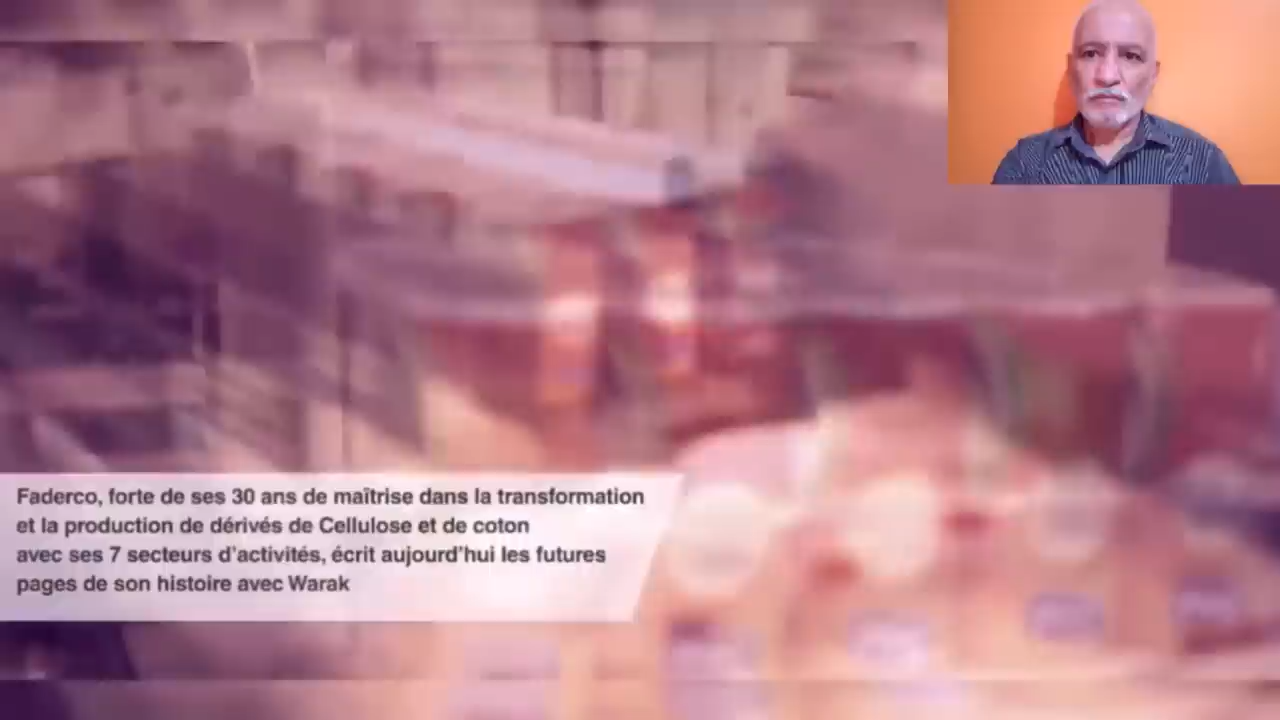 Faderco, forte de ses 30 ans de maîtrise dans la transformation
et la production de dérivés de Cellulose et de coton
avec ses 7 secteurs d'activités, écrit aujourd'hui les futures
pages de son histoire avec Warak